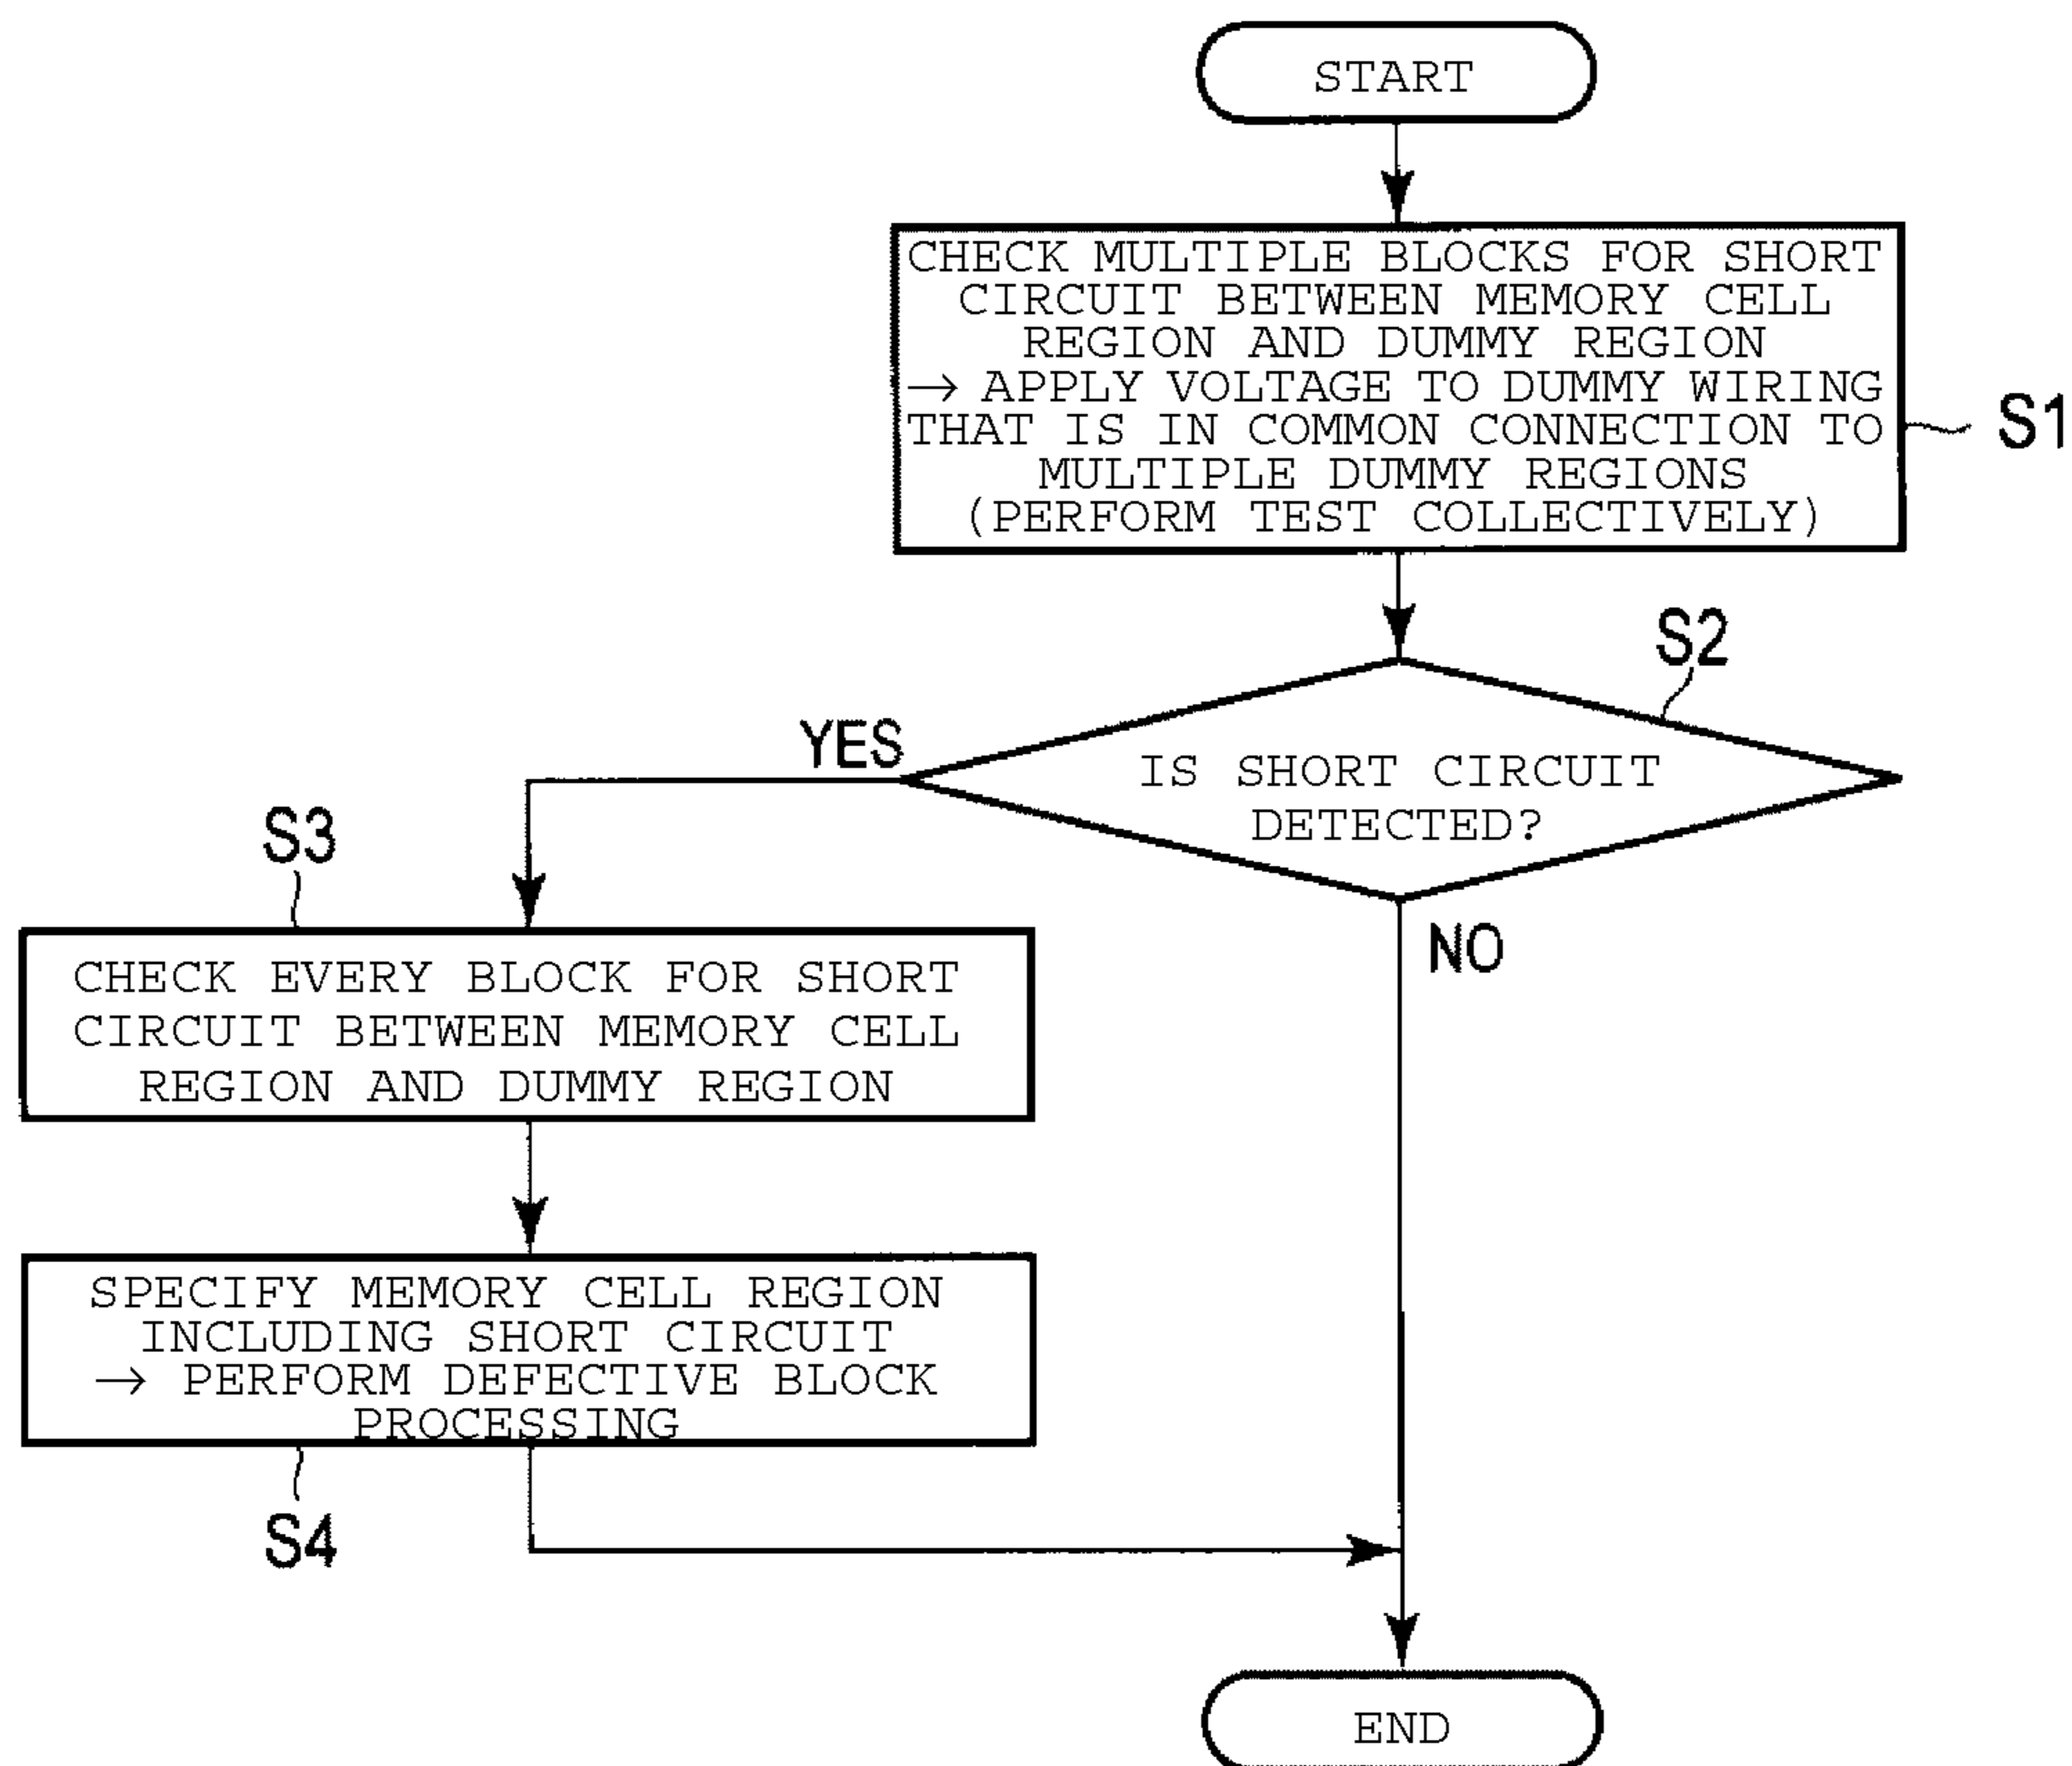 START
CHECK MULTIPLE BLOCKS FOR SHORT
CIRCUIT BETWEEN MEMORY CELL
REGION AND DUMMY REGION
→ APPLY VOLTAGE TO DUMMY WIRING
THAT IS IN COMMON CONNECTION TO
MULTIPLE DUMMY REGIONS
(PERFORM TEST COLLECTIVELY)
S1
S2
IS SHORT CIRCUIT
DETECTED?
YES
NO
S3
CHECK EVERY BLOCK FOR SHORT
CIRCUIT BETWEEN MEMORY CELL
REGION AND DUMMY REGION
SPECIFY MEMORY CELL REGION
INCLUDING SHORT CIRCUIT
→ PERFORM DEFECTIVE BLOCK
PROCESSING
S4
END